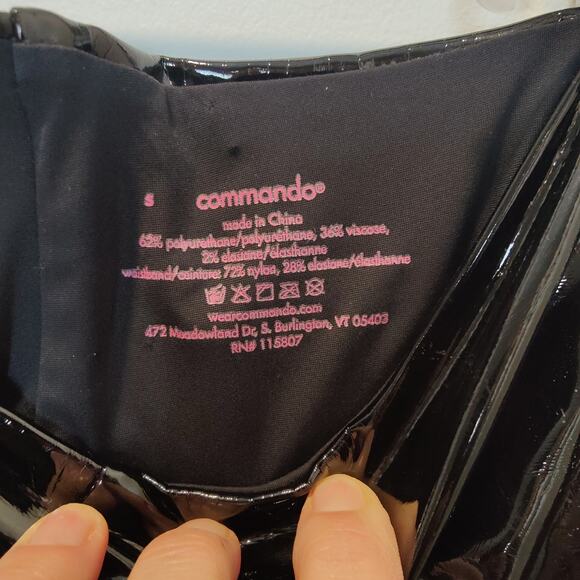 S commando®
made in China
62% polyurethane/polyuréthane, 36% viscose,
2% elastane/élasthanne
waistband/ceinture: 72% nylon, 28% elastane/élasthanne
wearcommando.com
472 Meadowland Dr, S. Burlington, VT 05403
RN# 115807